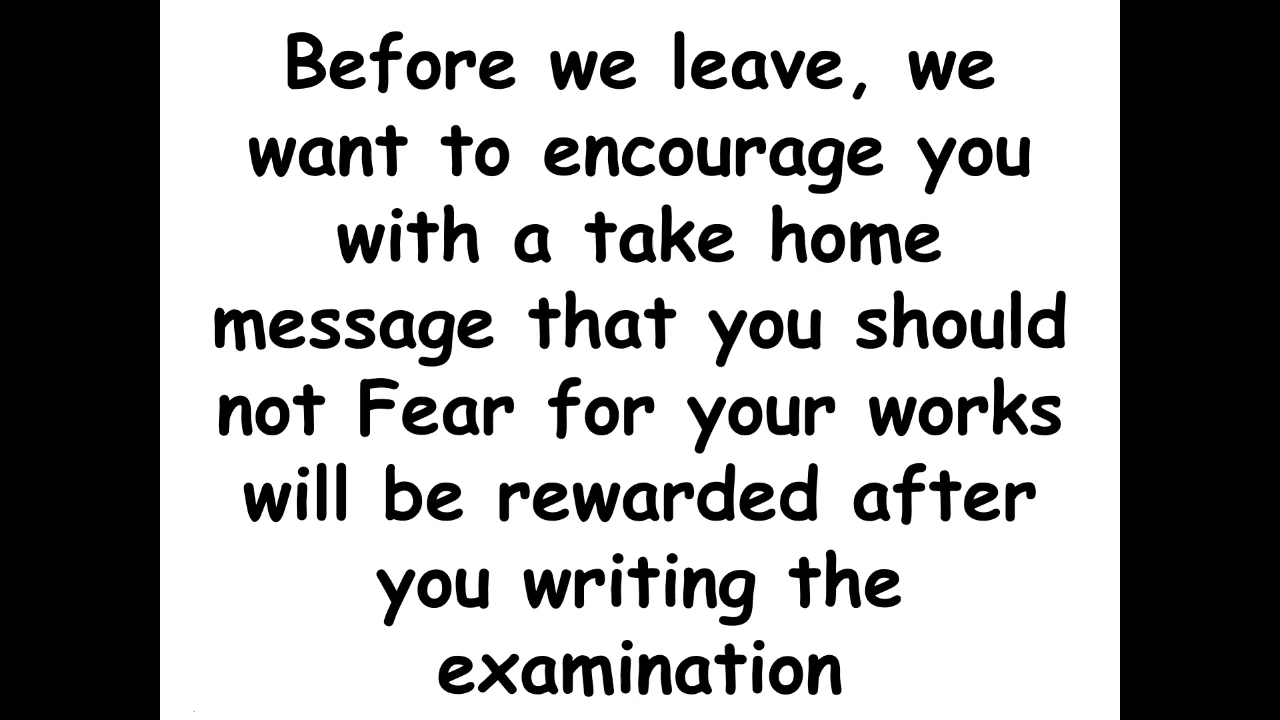 Before we leave, we
want to encourage you
with a take home
message that you should
not Fear for your works
will be rewarded after
you writing the
examination